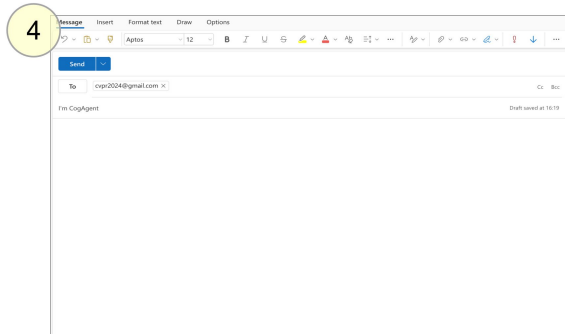 4
Message Insert Format text Draw Options
Aptos 12 B I U S A Ab ...
Send
To cvpr2024@gmail.com × Cc Bcc
I'm CogAgent Draft saved at 16:19